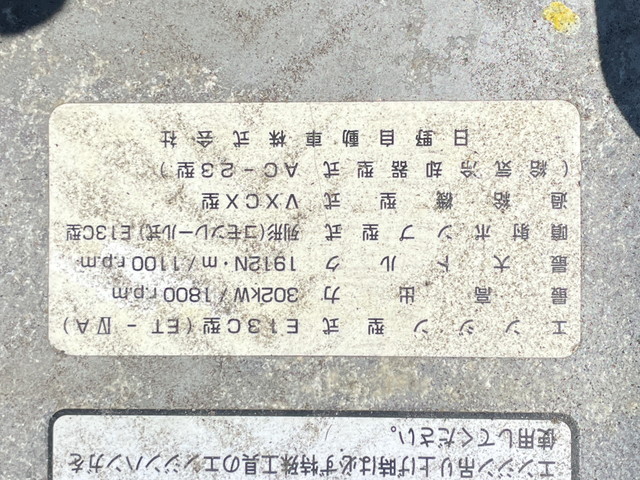 エンジン型式 E13C型(ET-ⅣA)
最高出力 302kW/1800r.p.m
最大トルク 1912N・m/1100r.p.m
噴射ポンプ型式 列形(コモンレール式)E13C型
過給機型式 VXCX型
(給気冷却器型式 AC-23型)
日野自動車株式会社
エンジン吊り上げ時は必ず特殊工具のエンジンハンガを
使用してください。